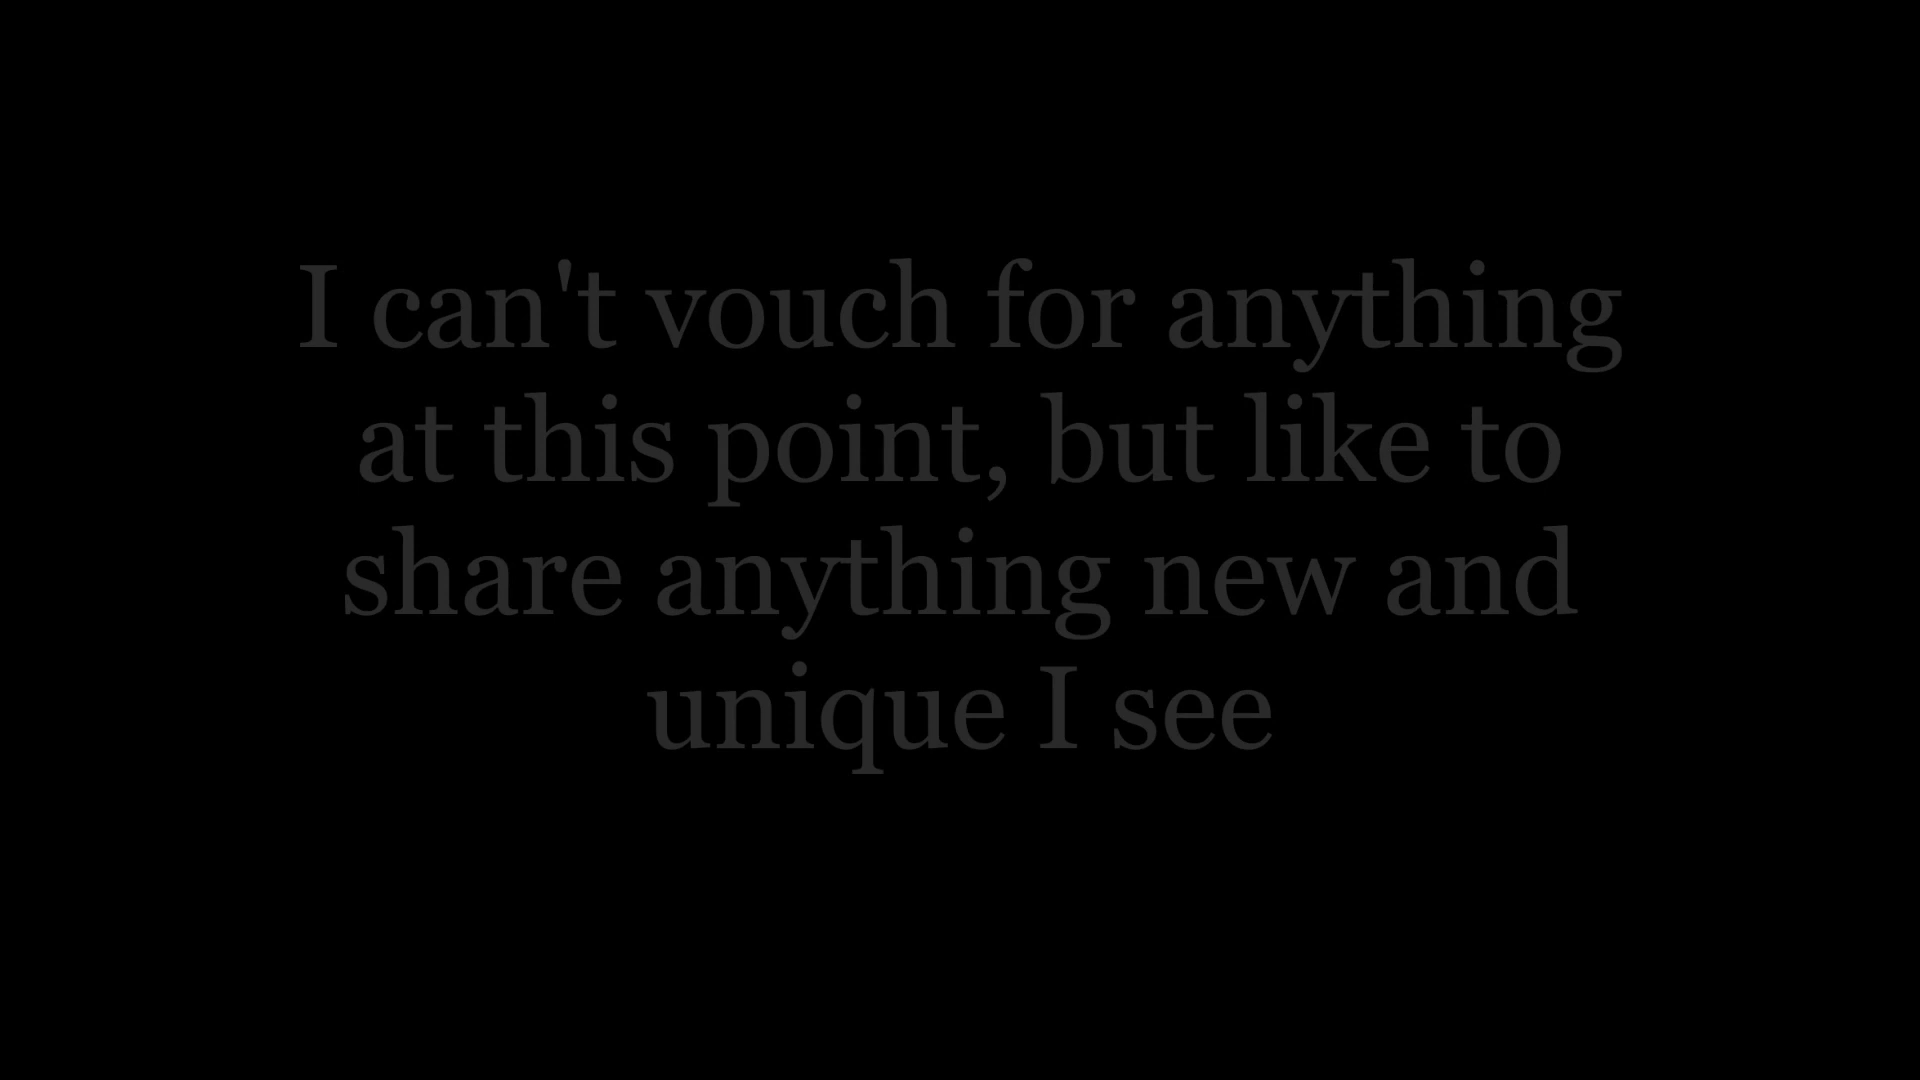 I can't vouch for anything
at this point, but like to
share anything new and
unique I see